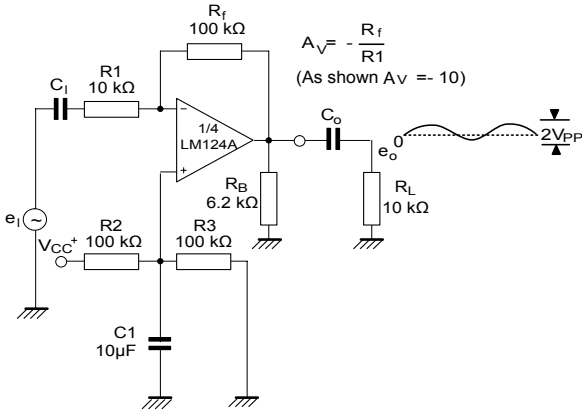 Rf
100 kΩ
AV = - Rf
R1
(As shown AV = - 10)
CI
R1
10 kΩ
1/4
LM124A
Co
0
2VPP
eo
RB
6.2 kΩ
RL
10 kΩ
eI
VCC+
R2
100 kΩ
R3
100 kΩ
C1
10µF